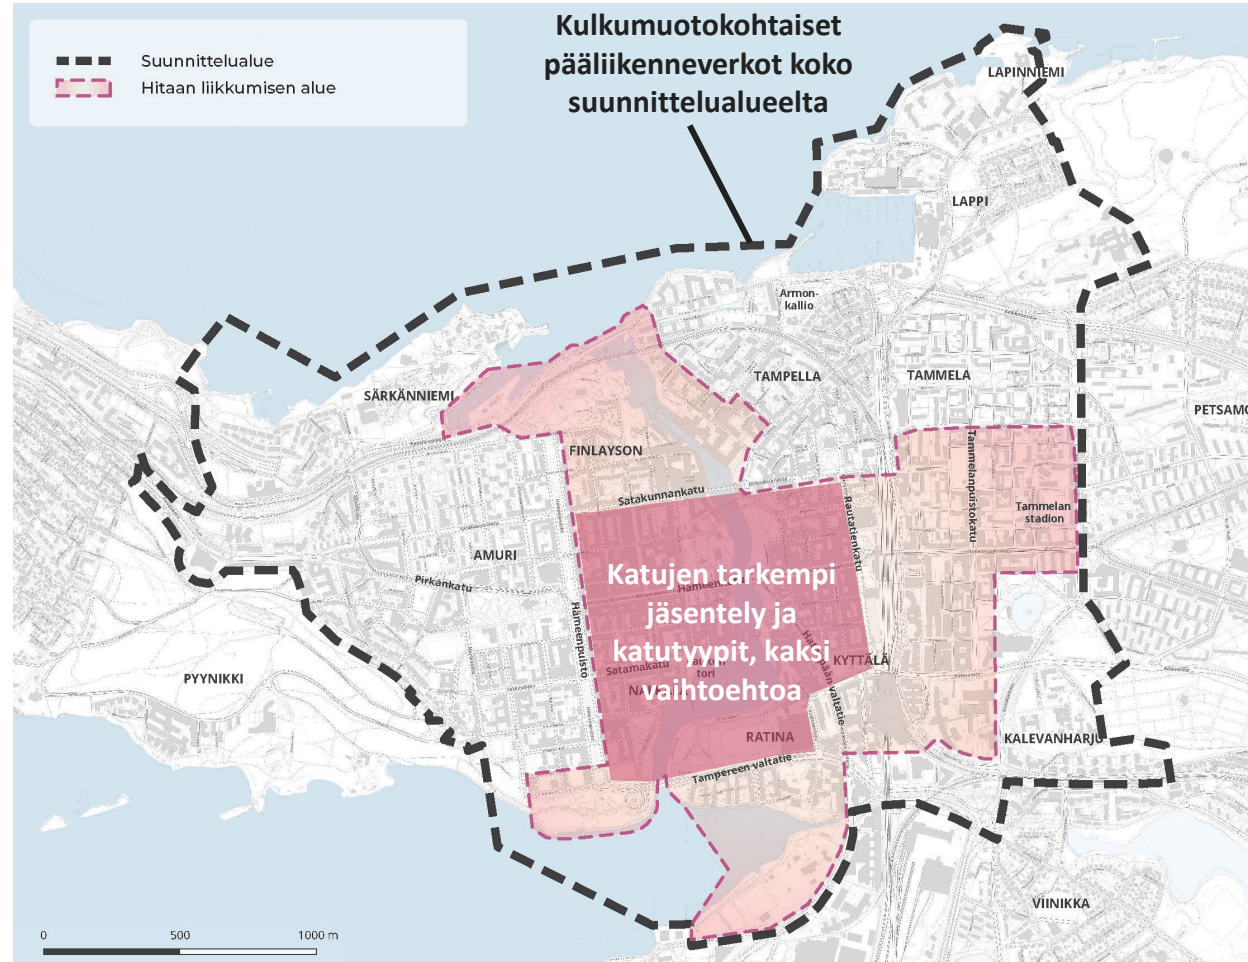 Suunnittelualue
Hitaan liikkumisen alue
Kulkumuotokohtaiset
pääliikenneverkot koko
suunnittelualueelta
LAPINNIEMI
LAPPI
Armon-
kallio
TAMPELLA
TAMMELA
PETSAMO
SÄRKÄNNIEMI
FINLAYSON
Satakunnankatu
Rautatienkatu
Tammelanpuistokatu
Tammelan
stadion
AMURI
Pirkankatu
Hämeenpuisto
Katujen tarkempi
jäsentely ja
katutyypit, kaksi
vaihtoehtoa
Satamakatu
tori
KYTTÄLÄ
PYYNIKKI
RATINA
Tampereen valtatie
KALEVANHARJU
VIINIKKA
0 500 1000 m